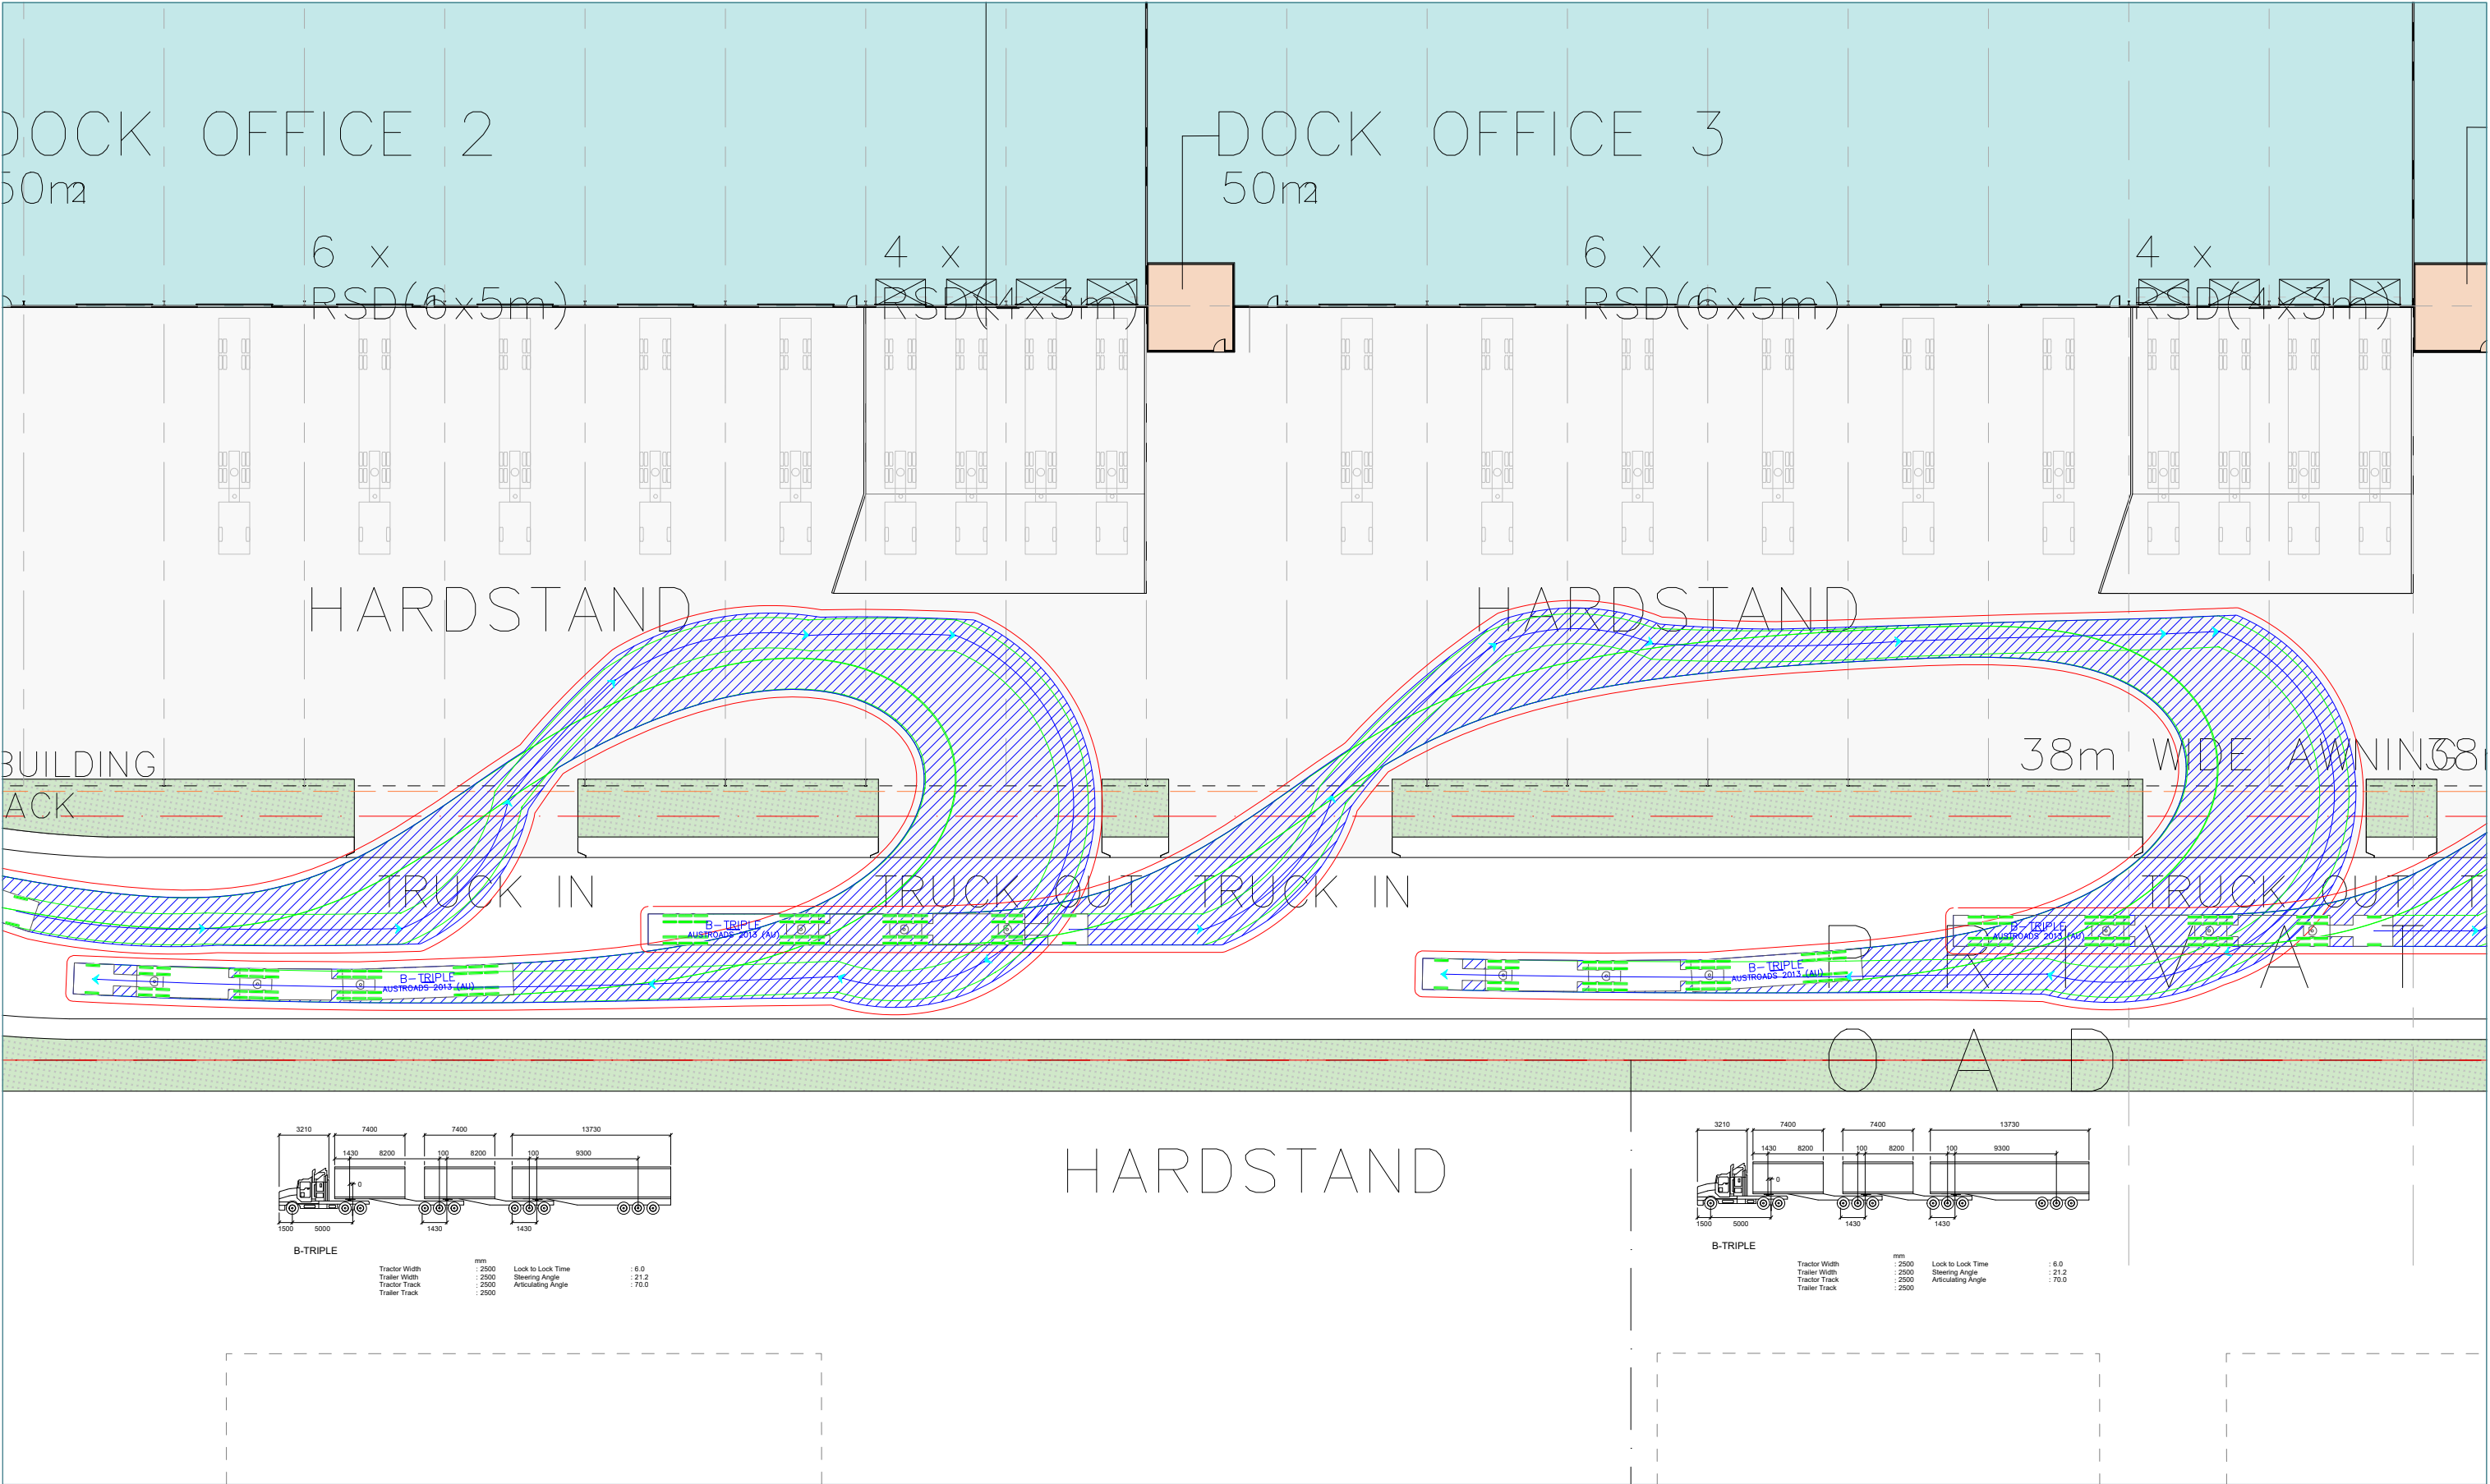 DOCK OFFICE 2
50m2
DOCK OFFICE 3
50m2
6 x
RSD(6x5m)
4 x
RSD(4x3m)
6 x
RSD(6x5m)
4 x
RSD(4x3m)
HARDSTAND
HARDSTAND
BUILDING
ACK
38m WIDE AWNING
38m
TRUCK IN
TRUCK OUT
TRUCK IN
TRUCK OUT
T
B-TRIPLE
AUSTROADS 2013 (AU)
B-TRIPLE
AUSTROADS 2013 (AU)
B-TRIPLE
AUSTROADS 2013 (AU)
B-TRIPLE
AUSTROADS 2013 (AU)
P R I V A T
O A D
HARDSTAND
3210 7400 7400 13730
1430 8200 100 8200 100 9300
0
1500 5000 1430 1430
B-TRIPLE
mm
Tractor Width : 2500 Lock to Lock Time : 6.0
Trailer Width : 2500 Steering Angle : 21.2
Tractor Track : 2500 Articulating Angle : 70.0
Trailer Track : 2500
3210 7400 7400 13730
1430 8200 100 8200 100 9300
0
1500 5000 1430 1430
B-TRIPLE
mm
Tractor Width : 2500 Lock to Lock Time : 6.0
Trailer Width : 2500 Steering Angle : 21.2
Tractor Track : 2500 Articulating Angle : 70.0
Trailer Track : 2500